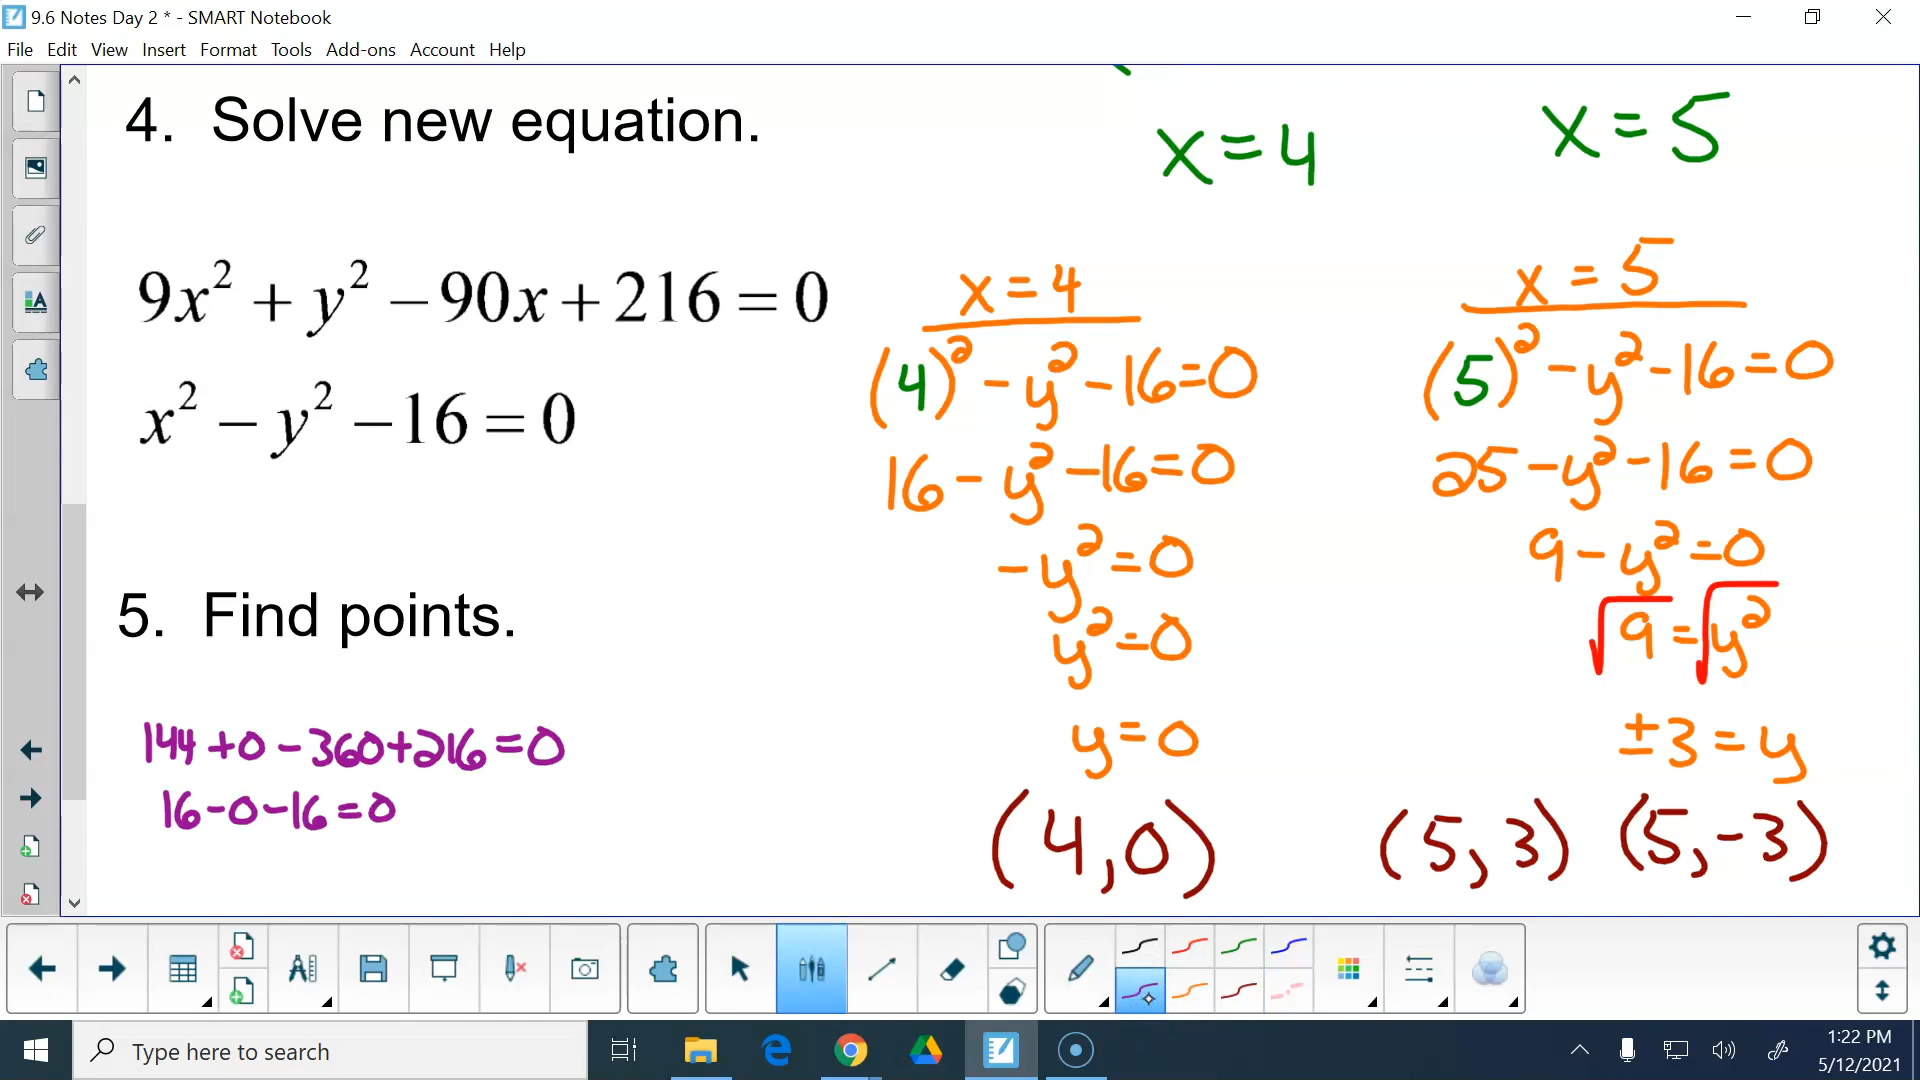 9.6 Notes Day 2 * - SMART Notebook
File Edit View Insert Format Tools Add-ons Account Help
4. Solve new equation.
x = 4
x = 5
9x² + y² − 90x + 216 = 0
x² − y² − 16 = 0
x = 4
(4)² - y² - 16 = 0
16 - y² - 16 = 0
- y² = 0
y² = 0
y = 0
(4, 0)
x = 5
(5)² - y² - 16 = 0
25 - y² - 16 = 0
9 - y² = 0
√9 = √y²
± 3 = y
(5, 3) (5, -3)
5. Find points.
144 + 0 - 360 + 216 = 0
16 - 0 - 16 = 0
Type here to search
1:22 PM
5/12/2021